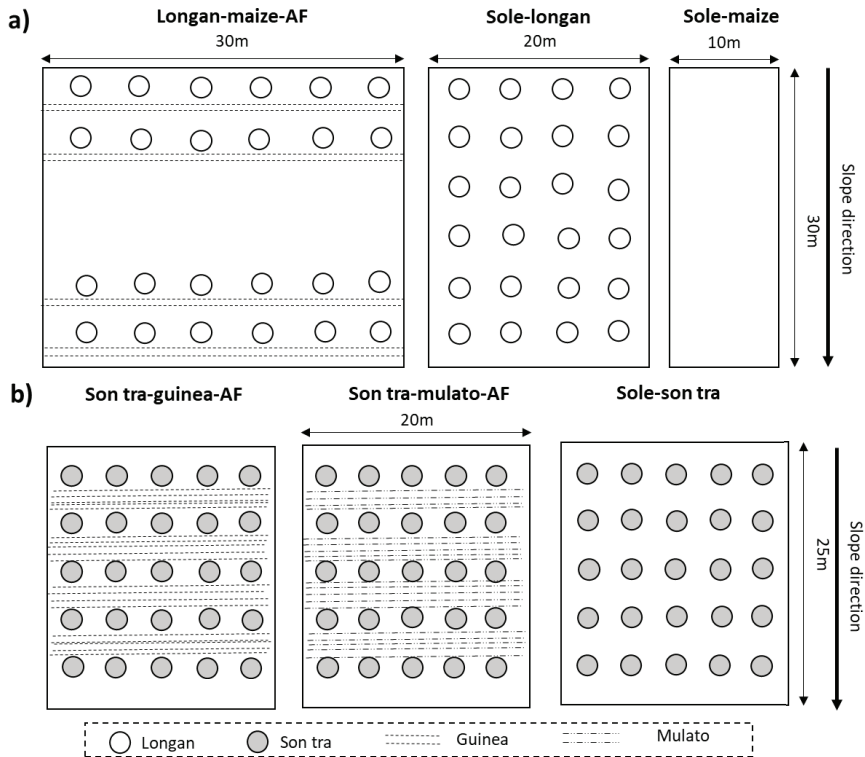 a)
Longan-maize-AF
Sole-longan
Sole-maize
30m
20m
10m
30m
Slope direction
b)
Son tra-guinea-AF
Son tra-mulato-AF
Sole-son tra
20m
25m
Slope direction
Longan
Son tra
Guinea
Mulato